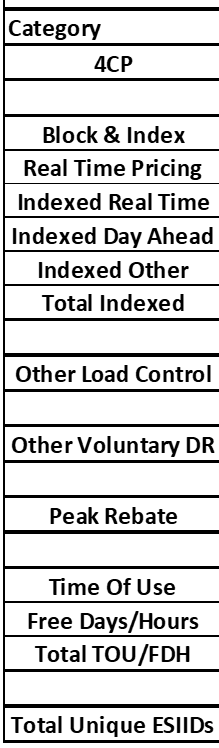 Category
4CP
Block & Index
Real Time Pricing
Indexed Real Time
Indexed Day Ahead
Indexed Other
Total Indexed
Other Load Control
Other Voluntary DR
Peak Rebate
Time Of Use
Free Days/Hours
Total TOU/FDH
Total Unique ESIIDs